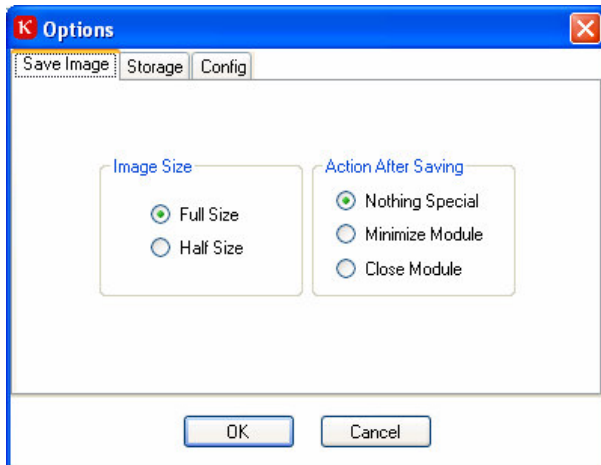 K Options
Save Image Storage Config
Image Size
Full Size
Half Size
Action After Saving
Nothing Special
Minimize Module
Close Module
OK Cancel